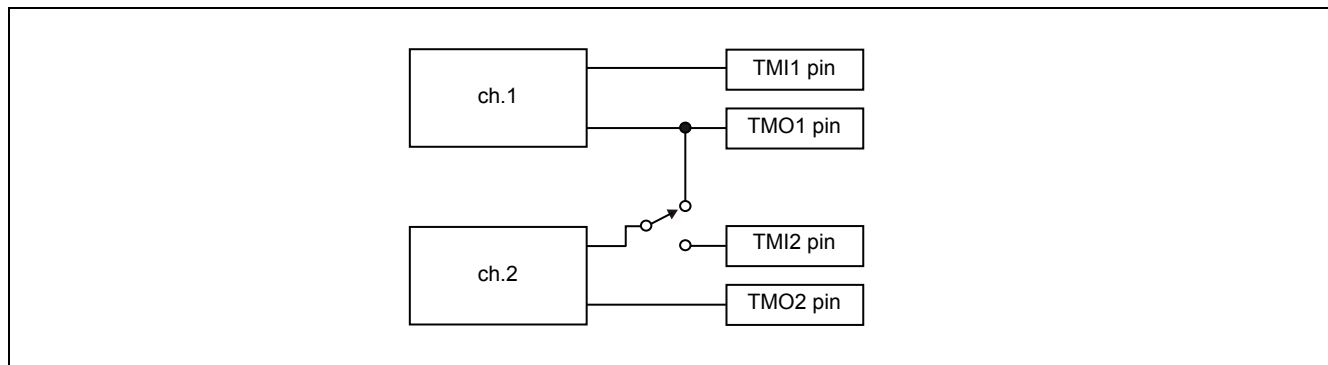 ch.1
TMI1 pin
TMO1 pin
ch.2
TMI2 pin
TMO2 pin